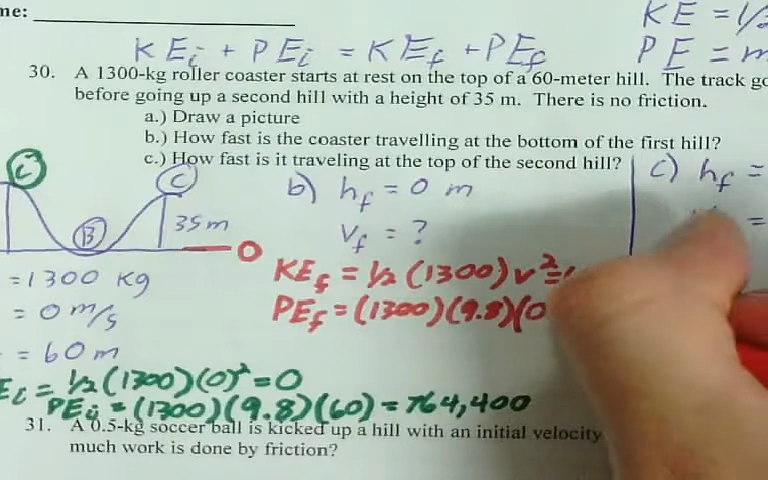 me:
KE = 1/2
KEi + PEi = KEf + PEf
PE = m
30. A 1300-kg roller coaster starts at rest on the top of a 60-meter hill. The track go
before going up a second hill with a height of 35 m. There is no friction.
a.) Draw a picture
b.) How fast is the coaster travelling at the bottom of the first hill?
c.) How fast is it traveling at the top of the second hill?
C
B
35m
O
b) hf = 0 m
Vf = ?
KEf = 1/2 (1300) v² =
PEf = (1300)(9.8)(0
c) hf =
=
=1300 Kg
= 0 m/s
= 60 m
Ei = 1/2 (1300)(0)² = 0
PEi = (1300)(9.8)(60) = 764,400
31. A 0.5-kg soccer ball is kicked up a hill with an initial velocity
much work is done by friction?